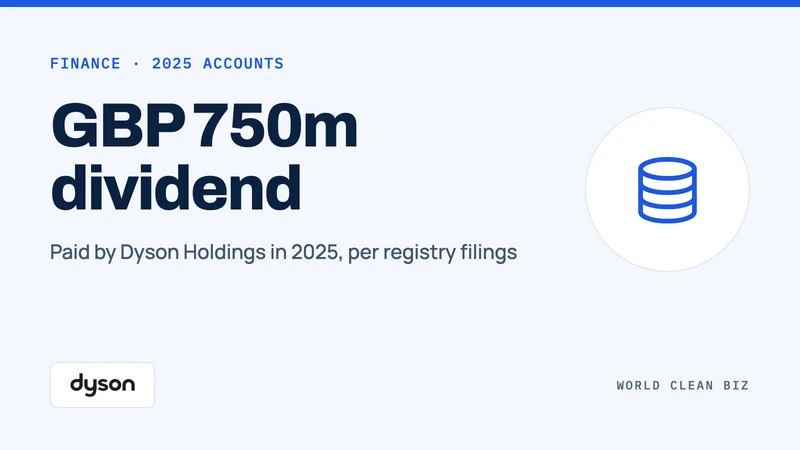 FINANCE · 2025 ACCOUNTS
GBP 750m
dividend
Paid by Dyson Holdings in 2025, per registry filings
dyson
WORLD CLEAN BIZ